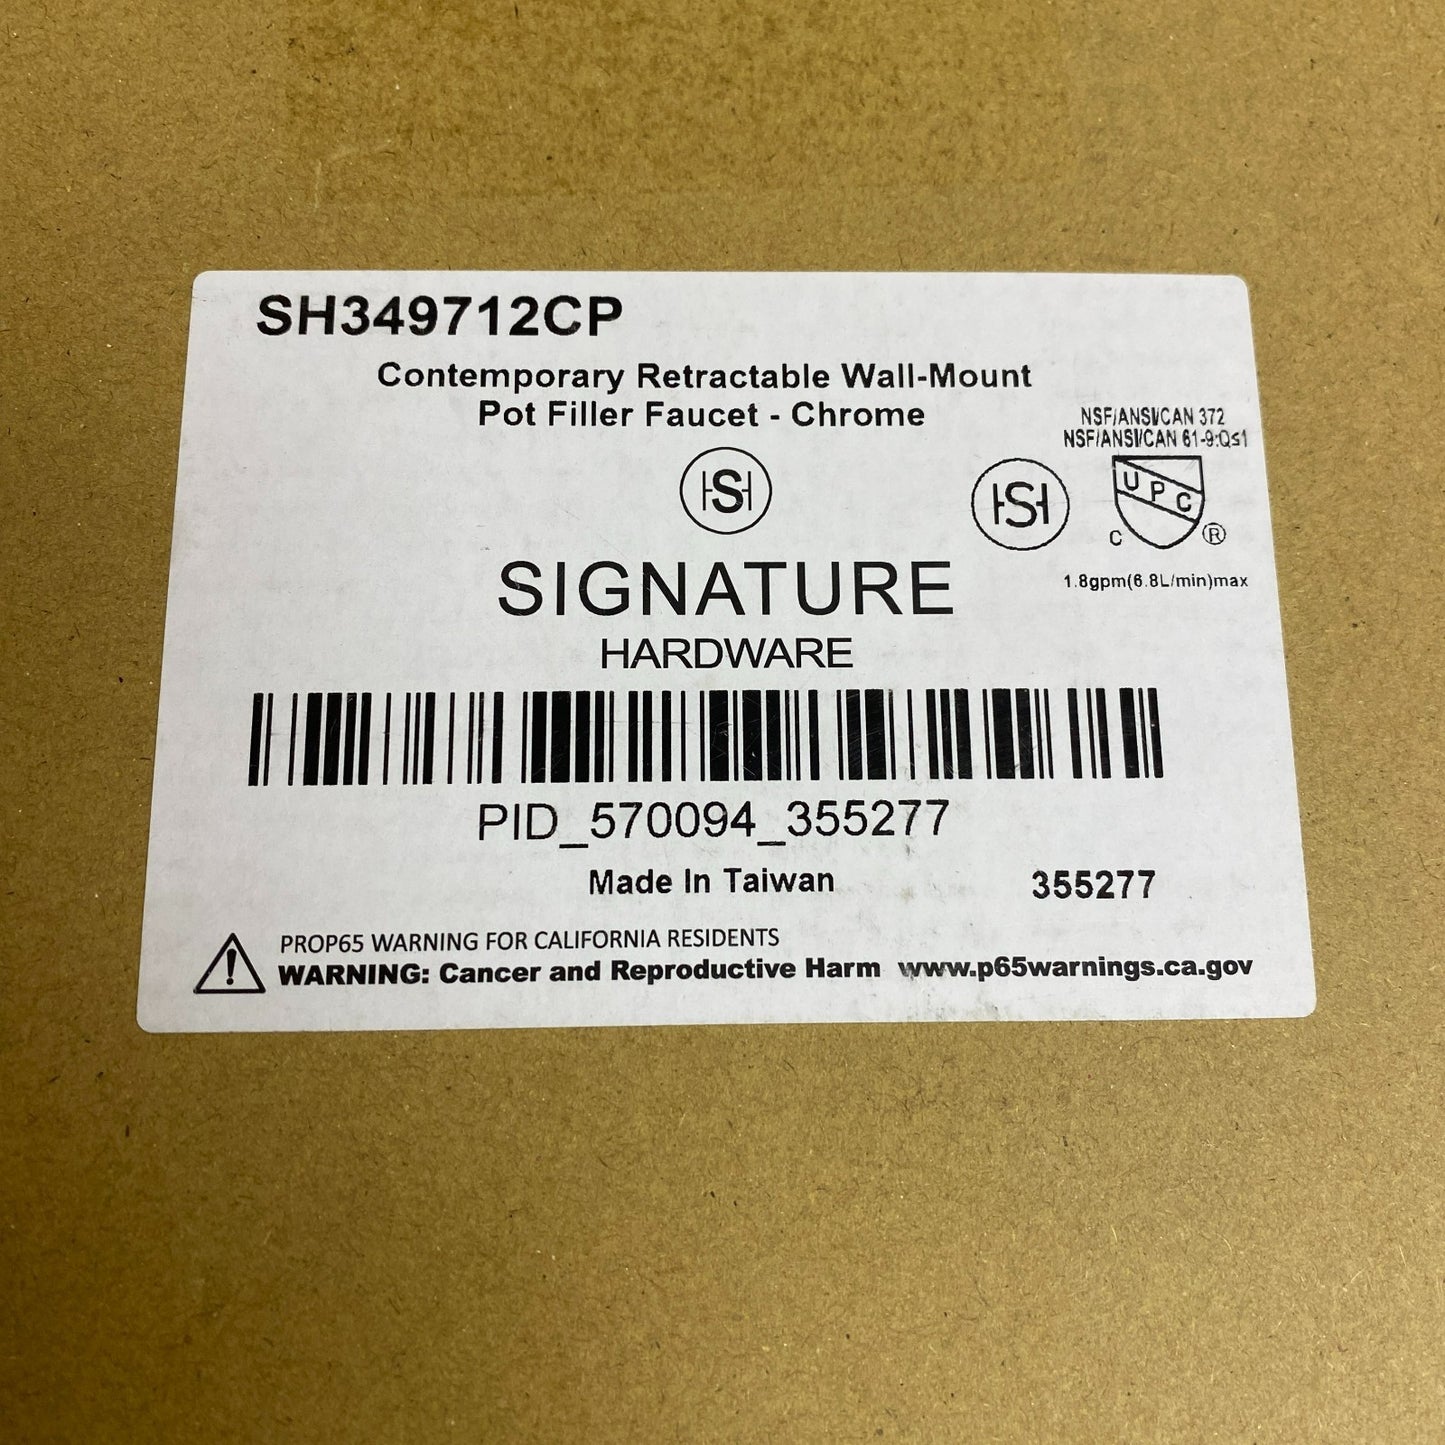 SH349712CP
Contemporary Retractable Wall-Mount
Pot Filler Faucet - Chrome
NSF/ANSI/CAN 372
NSF/ANSI/CAN 61-9:Q≤1
HSH
HSH
UPC
C ®
1.8gpm(6.8L/min)max
SIGNATURE
HARDWARE
PID_570094_355277
Made In Taiwan 355277
PROP65 WARNING FOR CALIFORNIA RESIDENTS
! WARNING: Cancer and Reproductive Harm www.p65warnings.ca.gov